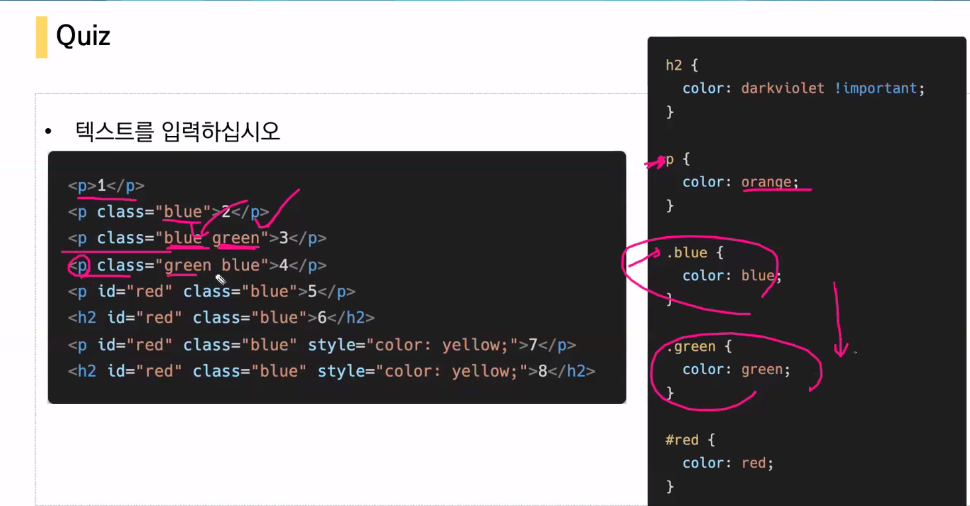 Quiz
• 텍스트를 입력하십시오
<p>1</p>
<p class="blue">2</p>
<p class="blue green">3</p>
<p class="green blue">4</p>
<p id="red" class="blue">5</p>
<h2 id="red" class="blue">6</h2>
<p id="red" class="blue" style="color: yellow;">7</p>
<h2 id="red" class="blue" style="color: yellow;">8</h2>
h2 {
color: darkviolet !important;
}
p {
color: orange;
}
.blue {
color: blue;
}
.green {
color: green;
}
#red {
color: red;
}